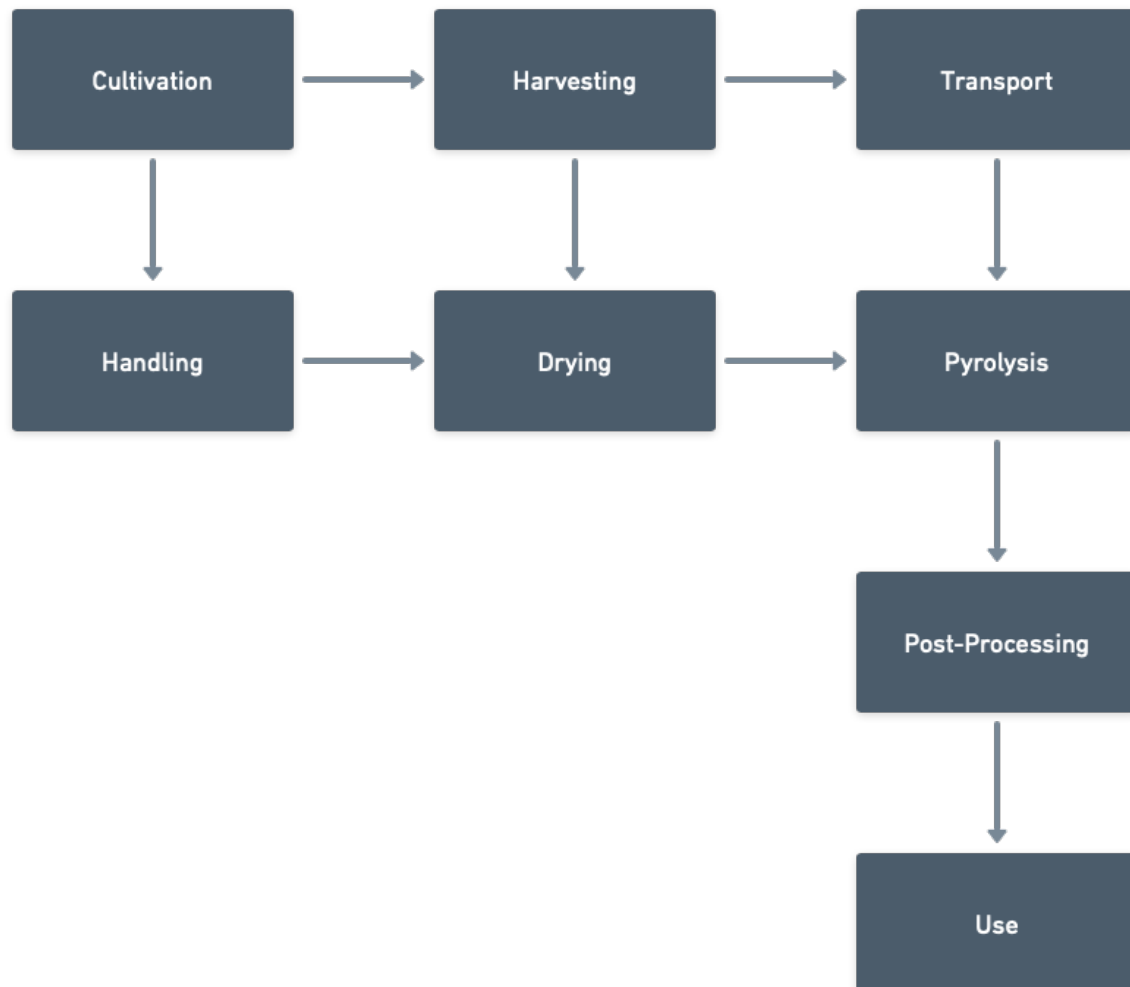 Cultivation
Harvesting
Transport
Handling
Drying
Pyrolysis
Post-Processing
Use